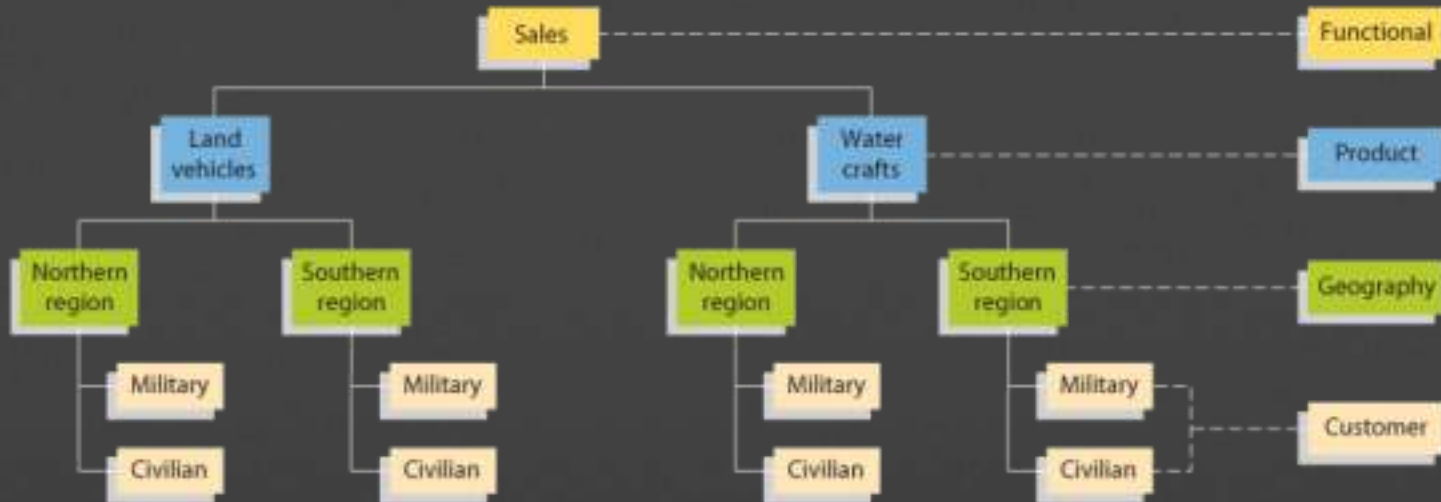 Sales
Functional
Land
vehicles
Water
crafts
Product
Northern
region
Southern
region
Northern
region
Southern
region
Geography
Military
Military
Military
Military
Customer
Civilian
Civilian
Civilian
Civilian